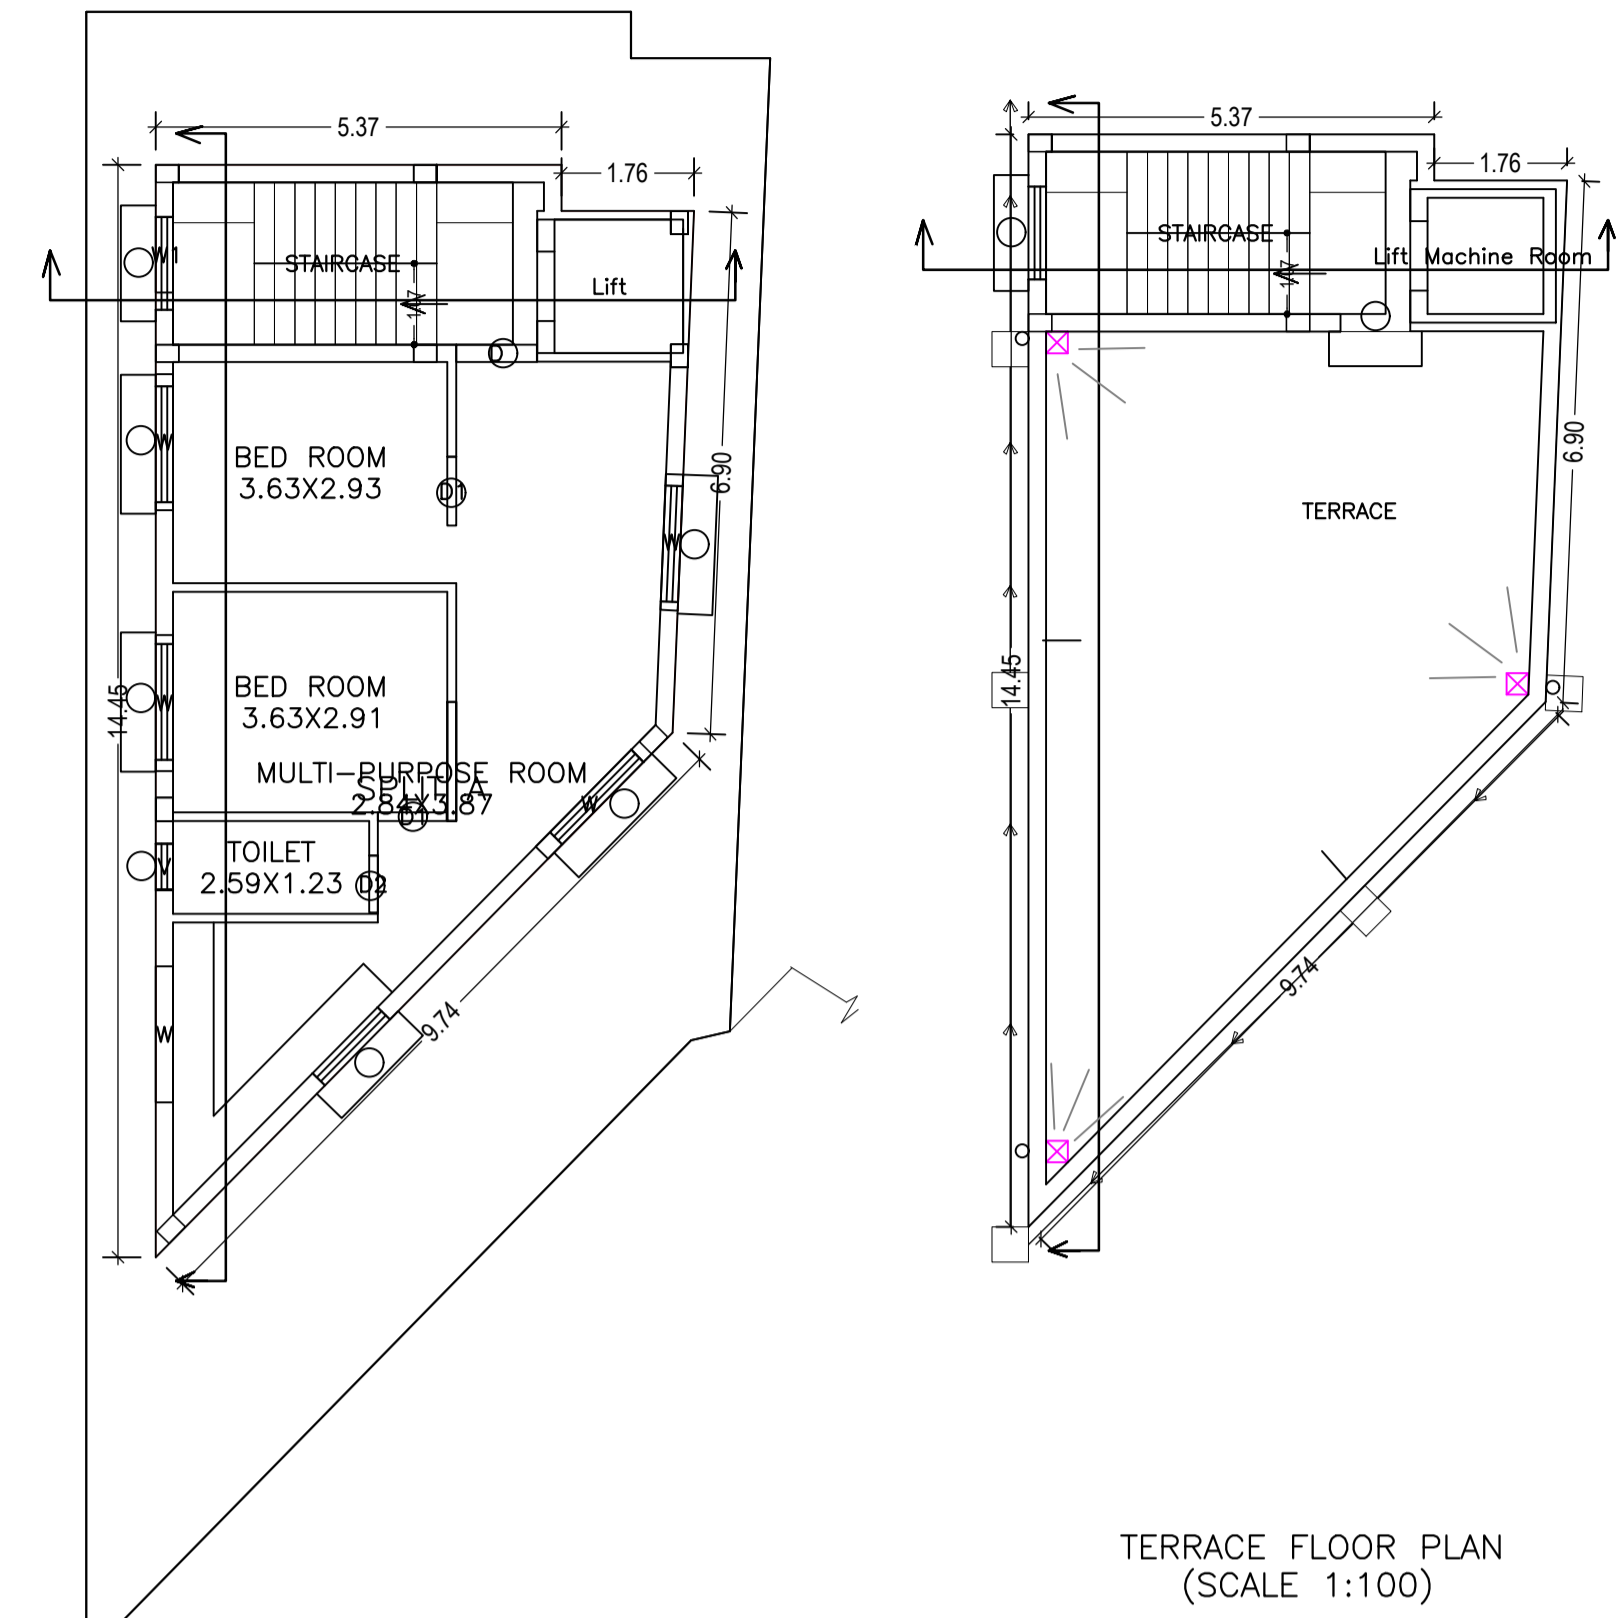 5.37
1.76
W1
STAIRCASE
Lift
D
W
BED ROOM
3.63X2.93
D1
6.90
W
14.45
BED ROOM
3.63X2.91
W
MULTI-PURPOSE ROOM
SPLIT A
2.84X3.87
D1
W
TOILET
2.59X1.23
D2
V
9.74
W
5.37
1.76
STAIRCASE
Lift Machine Room
6.90
TERRACE
14.45
9.74
TERRACE FLOOR PLAN
(SCALE 1:100)